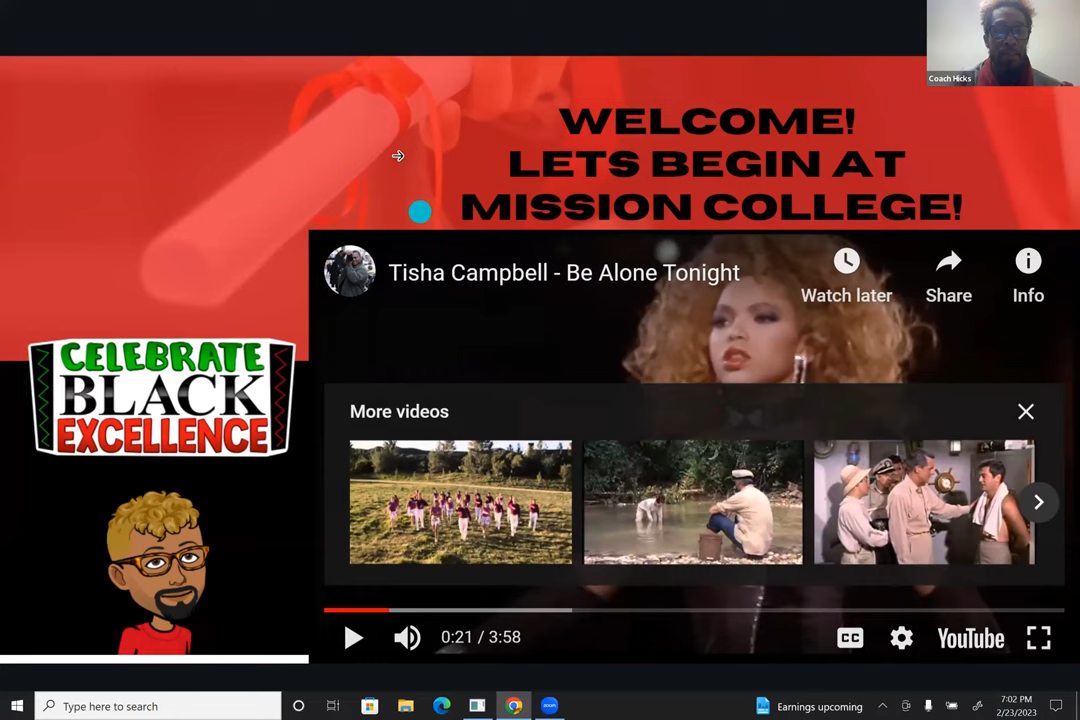 Coach Hicks
WELCOME!
LETS BEGIN AT
MISSION COLLEGE!
Tisha Campbell - Be Alone Tonight
Watch later
Share
Info
CELEBRATE
BLACK
EXCELLENCE
More videos
0:21 / 3:58
CC
YouTube
Type here to search
zoom
Earnings upcoming
7:02 PM
2/23/2023